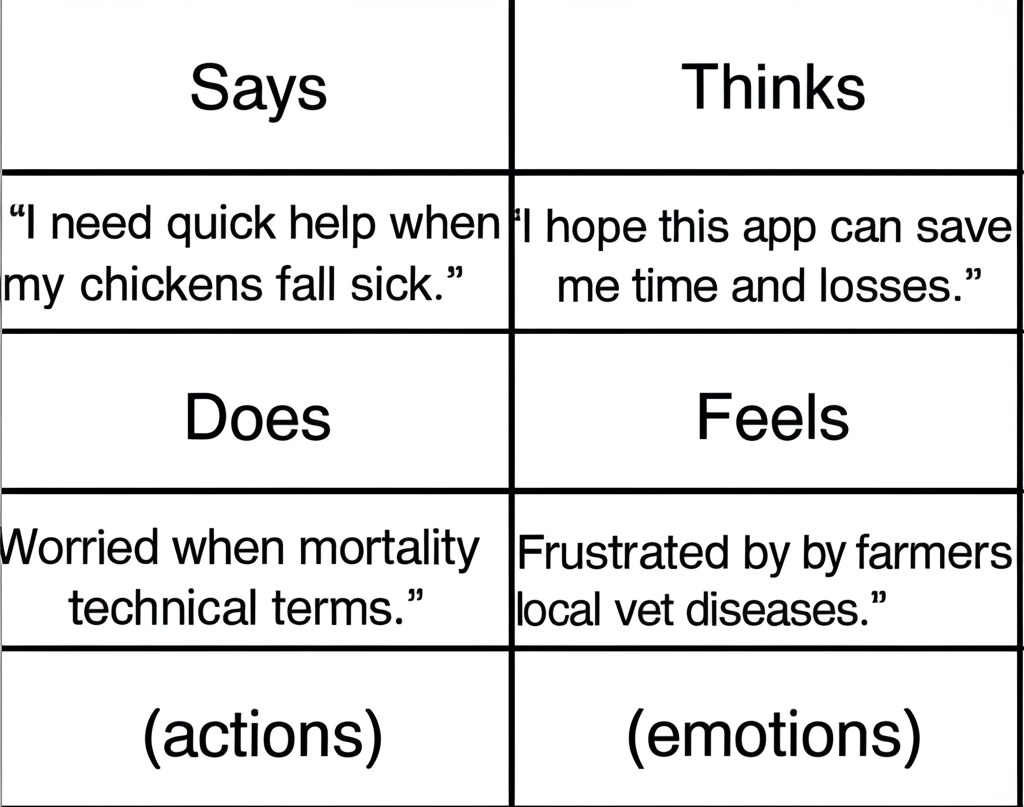 Says
Thinks
“I need quick help when
my chickens fall sick.”
“I hope this app can save
me time and losses.”
Does
Feels
Worried when mortality
technical terms.”
Frustrated by by farmers
local vet diseases.”
(actions)
(emotions)